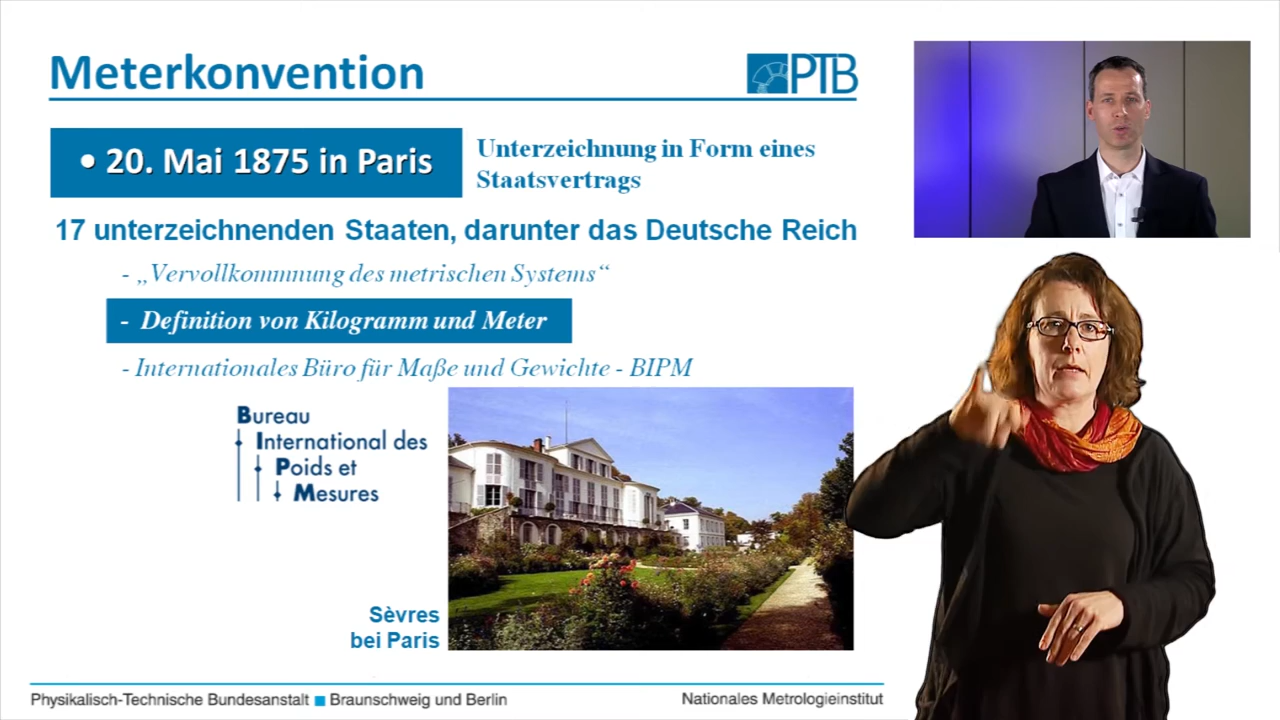 Meterkonvention
PTB
• 20. Mai 1875 in Paris
Unterzeichnung in Form eines
Staatsvertrags
17 unterzeichnenden Staaten, darunter das Deutsche Reich
- „Vervollkommnung des metrischen Systems“
- Definition von Kilogramm und Meter
- Internationales Büro für Maße und Gewichte - BIPM
Bureau
International des
Poids et
Mesures
Sèvres
bei Paris
Physikalisch-Technische Bundesanstalt ■ Braunschweig und Berlin
Nationales Metrologieinstitut